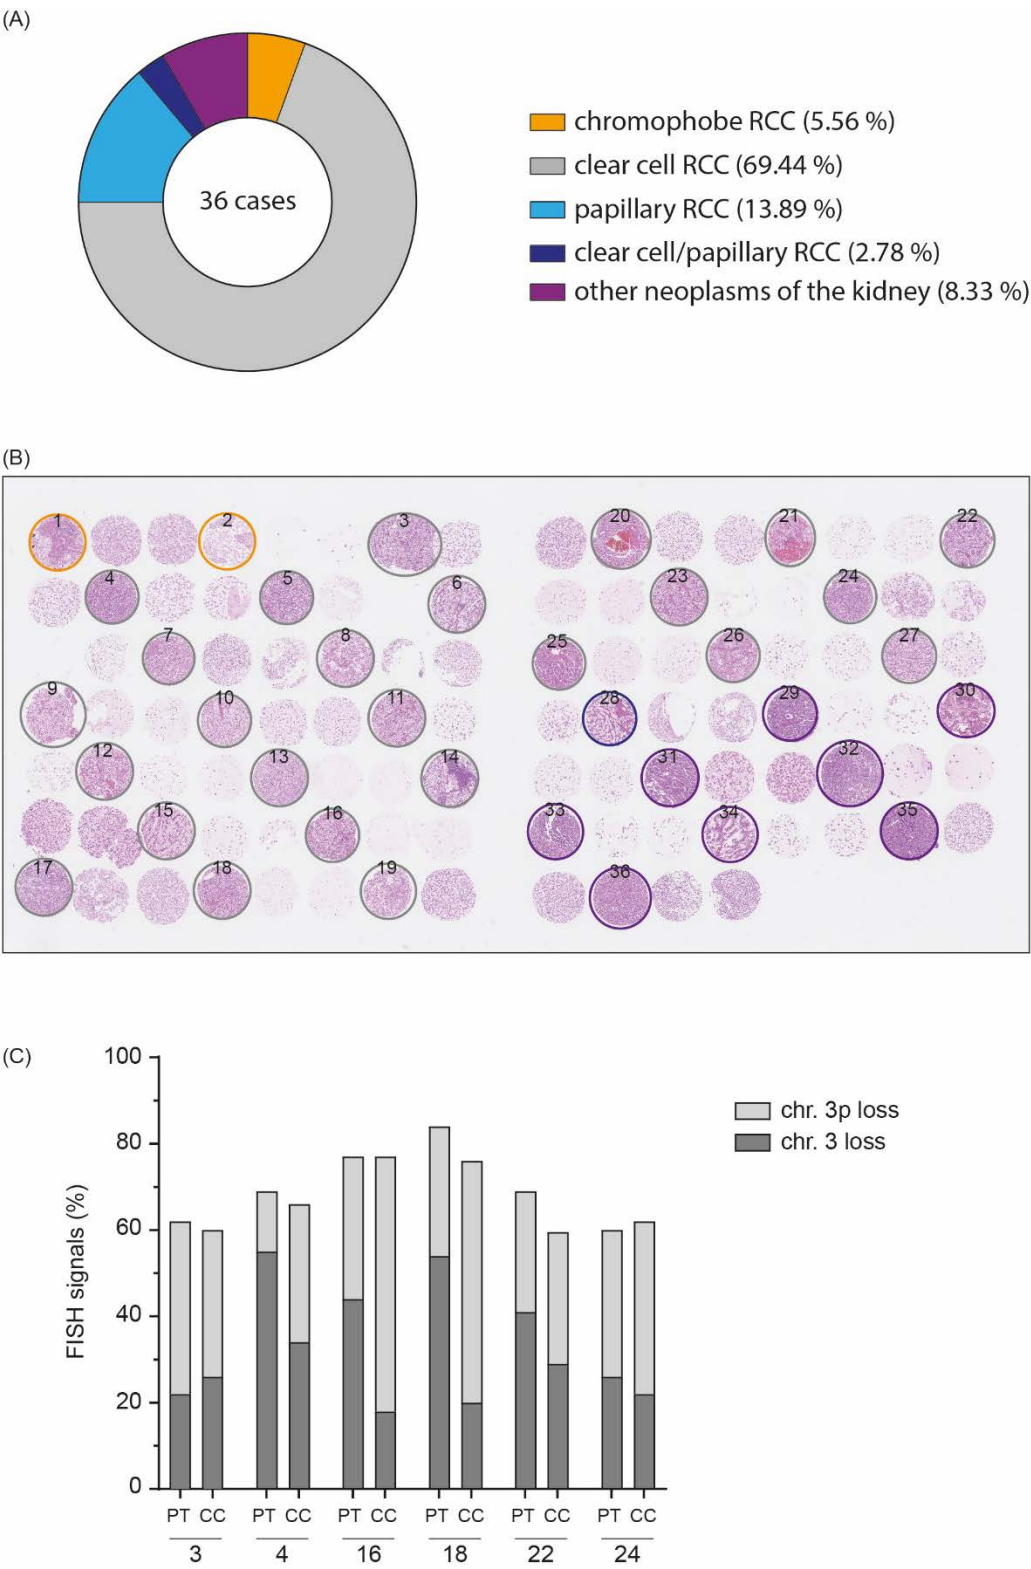 (A)
36 cases
chromophobe RCC (5.56 %)
clear cell RCC (69.44 %)
papillary RCC (13.89 %)
clear cell/papillary RCC (2.78 %)
other neoplasms of the kidney (8.33 %)
(B)
1 2 3 20 21 22
4 5 6 23 24
7 8 25 26 27
9 10 11 28 29 30
12 13 14 31 32
15 16 33 34 35
17 18 19 36
(C)
100
80
60
40
20
0
FISH signals (%)
chr. 3p loss
chr. 3 loss
PT CC PT CC PT CC PT CC PT CC PT CC
3 4 16 18 22 24